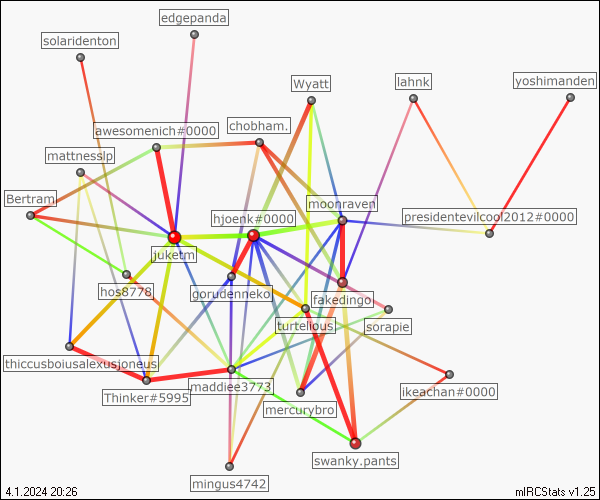 edgepanda
solaridenton
Wyatt
lahnk
yoshimanden
awesomenich#0000
chobham.
mattnesslp
Bertram
moonraven
hjoenk#0000
presidentevilcool2012#0000
juketm
hos8778
gorudenneko
fakedingo
turtelious
sorapie
thiccusboiusalexusjoneus
Thinker#5995
maddiee3773
mercurybro
ikeachan#0000
swanky.pants
mingus4742
4.1.2024 20:26
mIRCStats v1.25